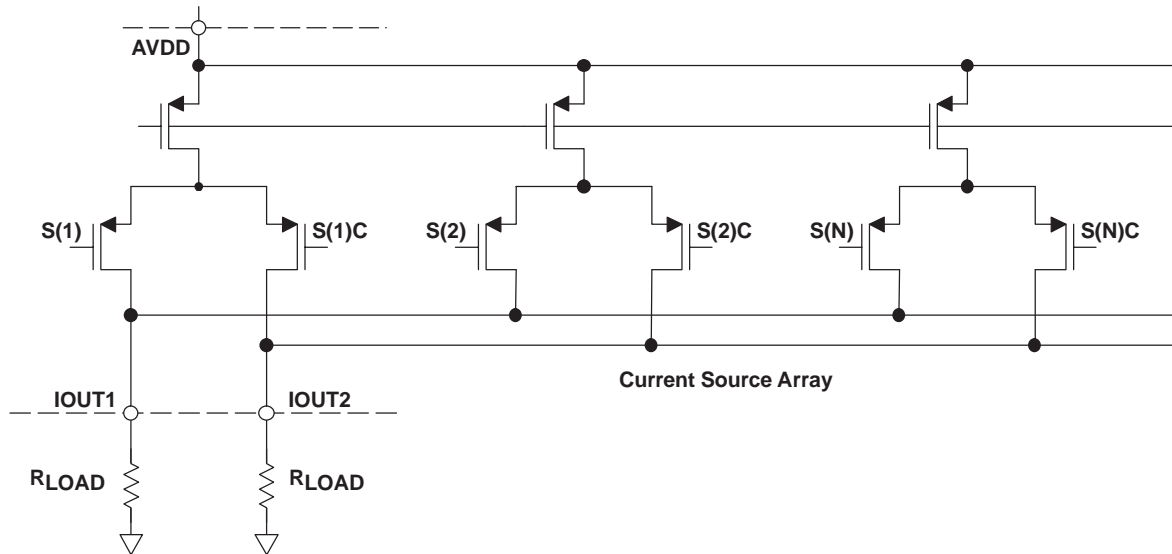 AVDD
S(1)
S(1)C
S(2)
S(2)C
S(N)
S(N)C
Current Source Array
IOUT1
IOUT2
RLOAD
RLOAD